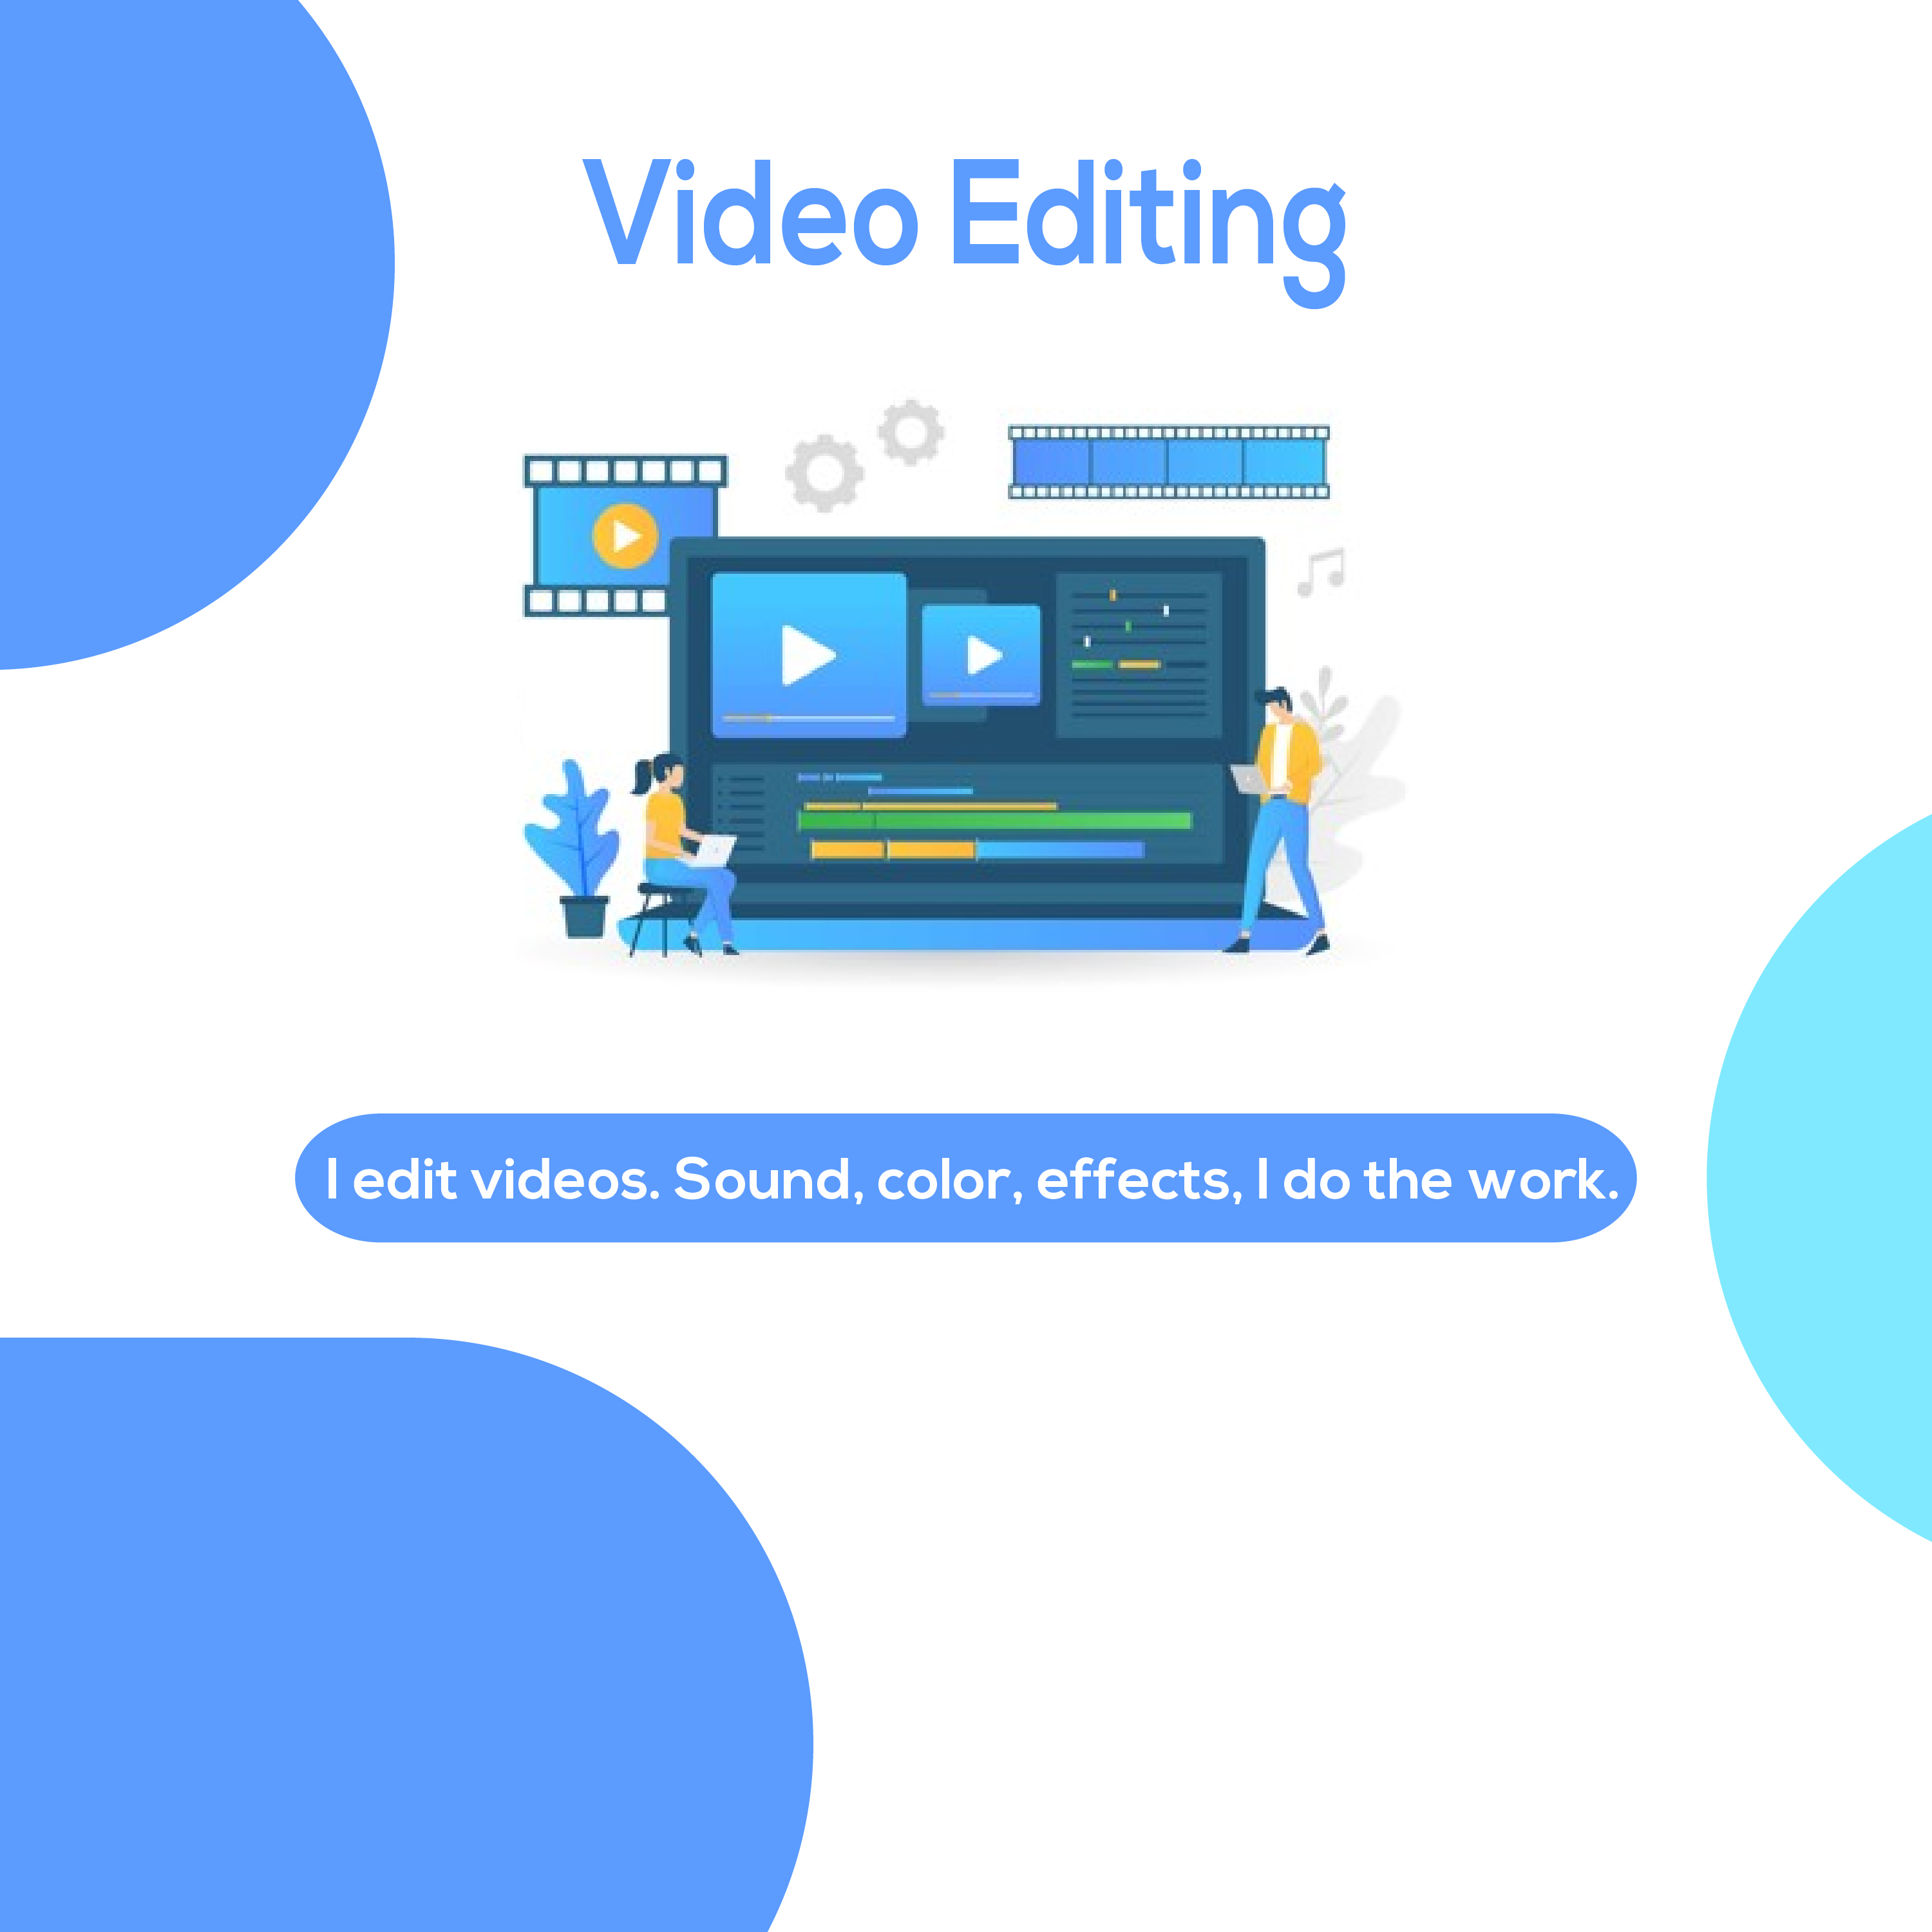 Video Editing
I edit videos. Sound, color, effects, I do the work.